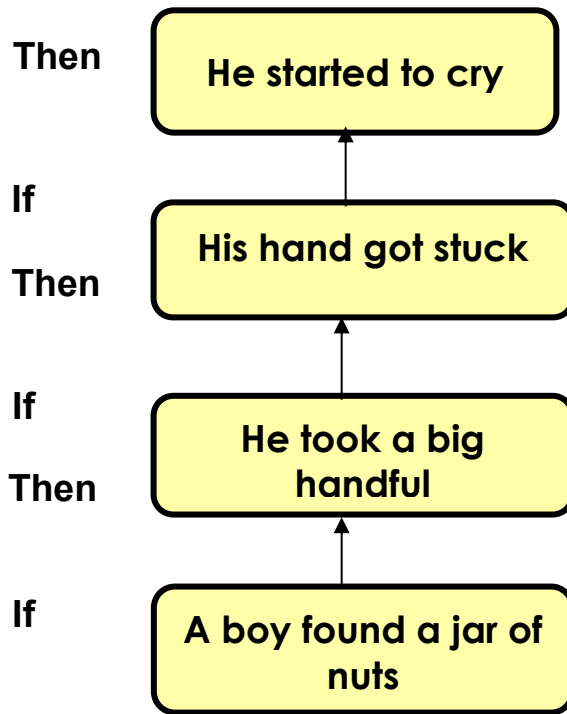 Then
He started to cry
If
His hand got stuck
Then
If
He took a big
handful
Then
If
A boy found a jar of
nuts